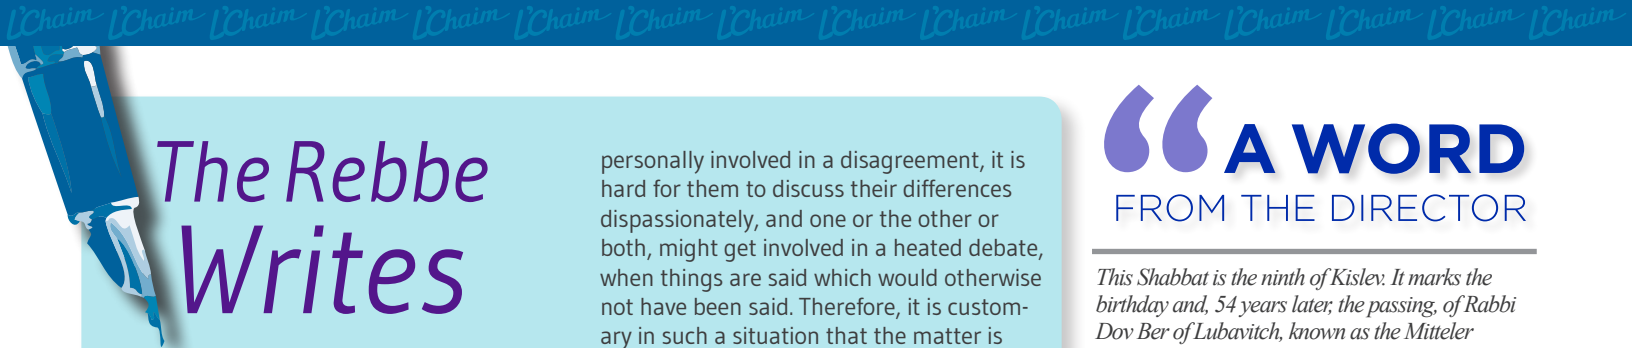 L'Chaim L'Chaim L'Chaim L'Chaim L'Chaim L'Chaim L'Chaim L'Chaim L'Chaim L'Chaim L'Chaim L'Chaim L'Chaim L'Chaim L'Chaim L'Chaim
The Rebbe
Writes
personally involved in a disagreement, it is
hard for them to discuss their differences
dispassionately, and one or the other or
both, might get involved in a heated debate,
when things are said which would otherwise
not have been said. Therefore, it is custom-
ary in such a situation that the matter is
“ A WORD
FROM THE DIRECTOR
This Shabbat is the ninth of Kislev. It marks the
birthday and, 54 years later, the passing, of Rabbi
Dov Ber of Lubavitch, known as the Mitteler